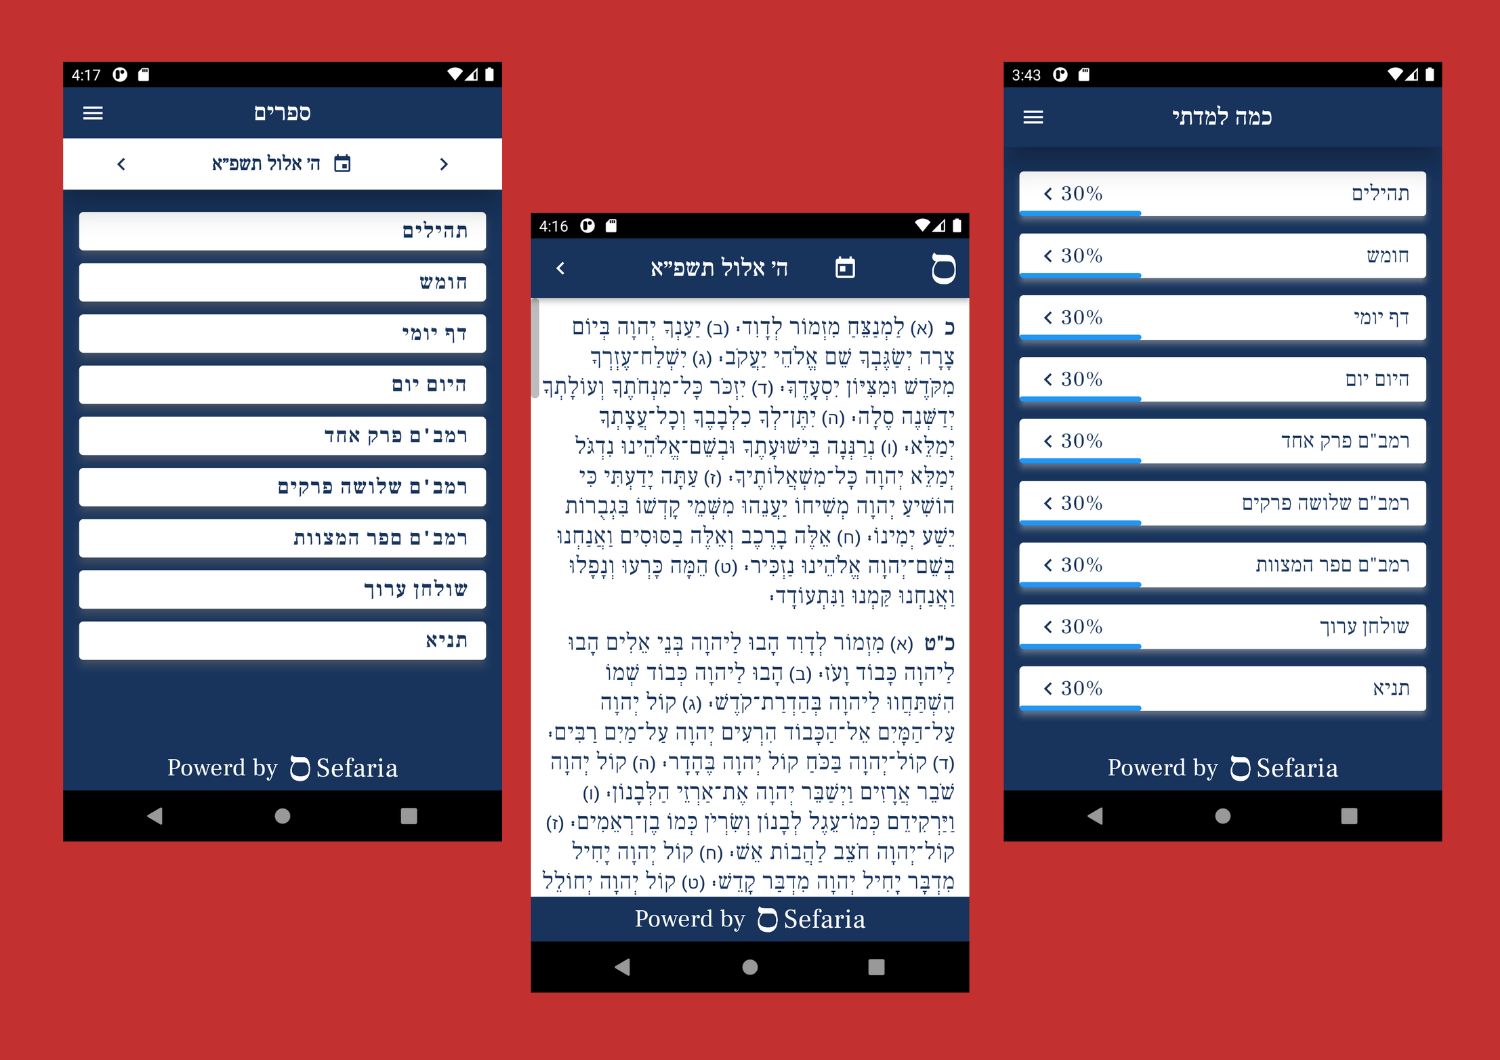 4:17
ספרים
ה׳ אלול תשפ״א
תהילים
חומש
דף יומי
היום יום
רמב'ם פרק אחד
רמב'ם שלושה פרקים
רמב'ם ספר המצוות
שולחן ערוך
תניא
Powerd by Sefaria
4:16
ה׳ אלול תשפ״א
כ (א) לַמְנַצֵּחַ מִזְמוֹר לְדָוִד׃ (ב) יַעַנְךָ יְהוָה בְּיוֹם
צָרָה יְשַׂגֶּבְךָ שֵׁם אֱלֹהֵי יַעֲקֹב׃ (ג) יִשְׁלַח־עֶזְרְךָ
מִקֹּדֶשׁ וּמִצִּיּוֹן יִסְעָדֶךָּ׃ (ד) יִזְכֹּר כָּל־מִנְחֹתֶךָ וְעוֹלָתְךָ
יְדַשְּׁנֶה סֶלָה׃ (ה) יִתֶּן־לְךָ כִלְבָבֶךָ וְכָל־עֲצָתְךָ
יְמַלֵּא׃ (ו) נְרַנְּנָה בִּישׁוּעָתֶךָ וּבְשֵׁם־אֱלֹהֵינוּ נִדְגֹּל
יְמַלֵּא יְהוָה כָּל־מִשְׁאֲלוֹתֶיךָ׃ (ז) עַתָּה יָדַעְתִּי כִּי
הוֹשִׁיעַ יְהוָה מְשִׁיחוֹ יַעֲנֵהוּ מִשְּׁמֵי קָדְשׁוֹ בִּגְבֻרוֹת
יֵשַׁע יְמִינוֹ׃ (ח) אֵלֶּה בָרֶכֶב וְאֵלֶּה בַסּוּסִים וַאֲנַחְנוּ
בְּשֵׁם־יְהוָה אֱלֹהֵינוּ נַזְכִּיר׃ (ט) הֵמָּה כָּרְעוּ וְנָפָלוּ
וַאֲנַחְנוּ קַּמְנוּ וַנִּתְעוֹדָד׃
כ"ט (א) מִזְמוֹר לְדָוִד הָבוּ לַיהוָה בְּנֵי אֵלִים הָבוּ
לַיהוָה כָּבוֹד וָעֹז׃ (ב) הָבוּ לַיהוָה כְּבוֹד שְׁמוֹ
הִשְׁתַּחֲווּ לַיהוָה בְּהַדְרַת־קֹדֶשׁ׃ (ג) קוֹל יְהוָה
עַל־הַמָּיִם אֵל־הַכָּבוֹד הִרְעִים יְהוָה עַל־מַיִם רַבִּים׃
(ד) קוֹל־יְהוָה בַּכֹּחַ קוֹל יְהוָה בֶּהָדָר׃ (ה) קוֹל יְהוָה
שֹׁבֵר אֲרָזִים וַיְשַׁבֵּר יְהוָה אֶת־אַרְזֵי הַלְּבָנוֹן׃ (ו)
וַיַּרְקִידֵם כְּמוֹ־עֵגֶל לְבָנוֹן וְשִׂרְיֹן כְּמוֹ בֶן־רְאֵמִים׃ (ז)
קוֹל־יְהוָה חֹצֵב לַהֲבוֹת אֵשׁ׃ (ח) קוֹל יְהוָה יָחִיל
מִדְבָּר יָחִיל יְהוָה מִדְבַּר קָדֵשׁ׃ (ט) קוֹל יְהוָה יְחוֹלֵל
Powerd by Sefaria
3:43
כמה למדתי
תהילים 30%
חומש 30%
דף יומי 30%
היום יום 30%
רמב"ם פרק אחד 30%
רמב"ם שלושה פרקים 30%
רמב"ם ספר המצוות 30%
שולחן ערוך 30%
תניא 30%
Powerd by Sefaria